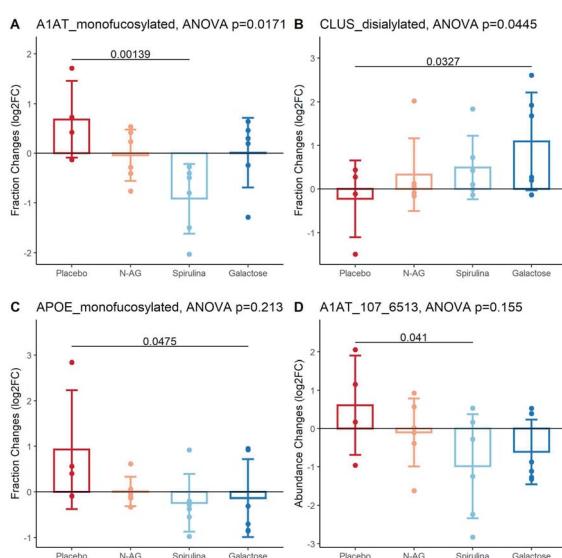 A A1AT_monofucosylated, ANOVA p=0.0171
0.00139
Fraction Changes (log2FC)
2
1
0
-1
-2
Placebo N-AG Spirulina Galactose
B CLUS_disialylated, ANOVA p=0.0445
0.0327
Fraction Changes (log2FC)
3
2
1
0
-1
Placebo N-AG Spirulina Galactose
C APOE_monofucosylated, ANOVA p=0.213
0.0475
Fraction Changes (log2FC)
3
2
1
0
-1
Placebo N-AG Spirulina Galactose
D A1AT_107_6513, ANOVA p=0.155
0.041
Abundance Changes (log2FC)
2
1
0
-1
-2
-3
Placebo N-AG Spirulina Galactose